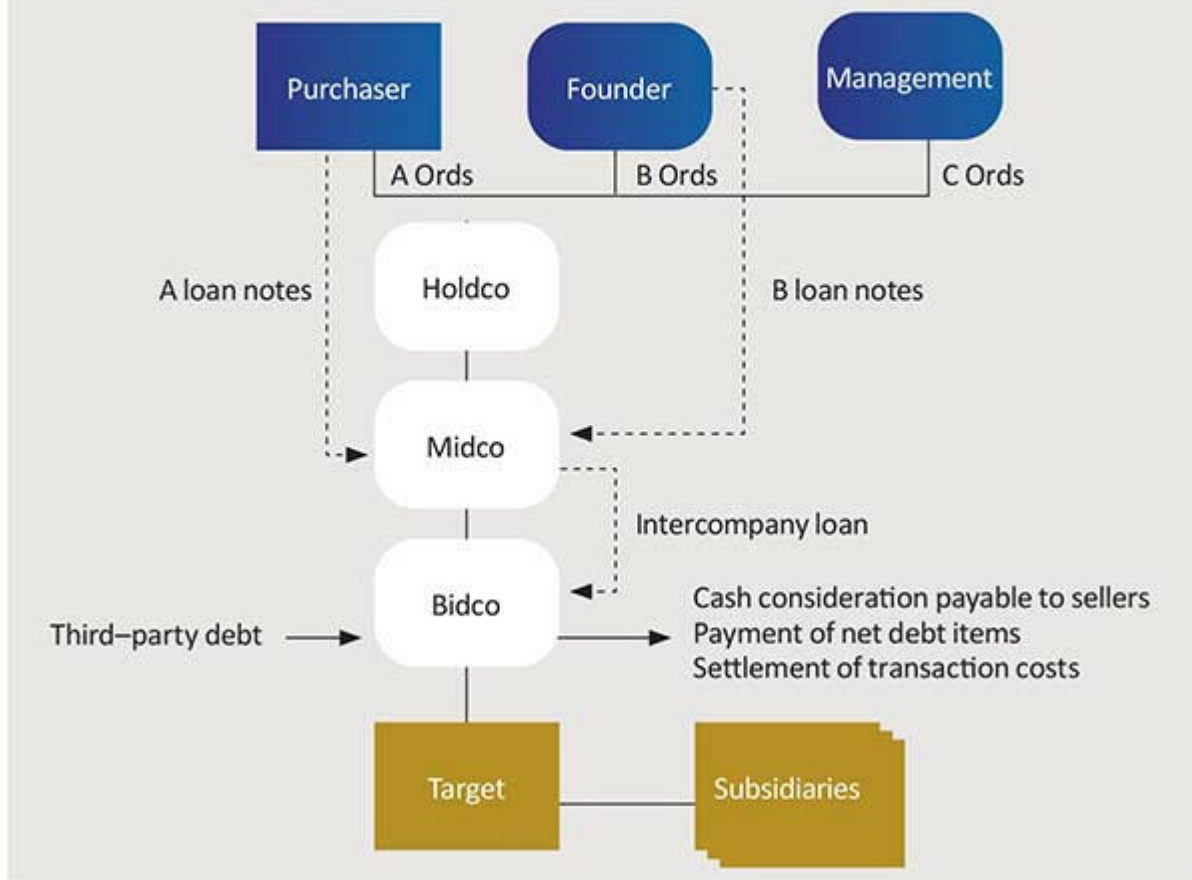 Purchaser
Founder
Management
A Ords
B Ords
C Ords
A loan notes
Holdco
B loan notes
Midco
Intercompany loan
Bidco
Third–party debt
Cash consideration payable to sellers
Payment of net debt items
Settlement of transaction costs
Target
Subsidiaries